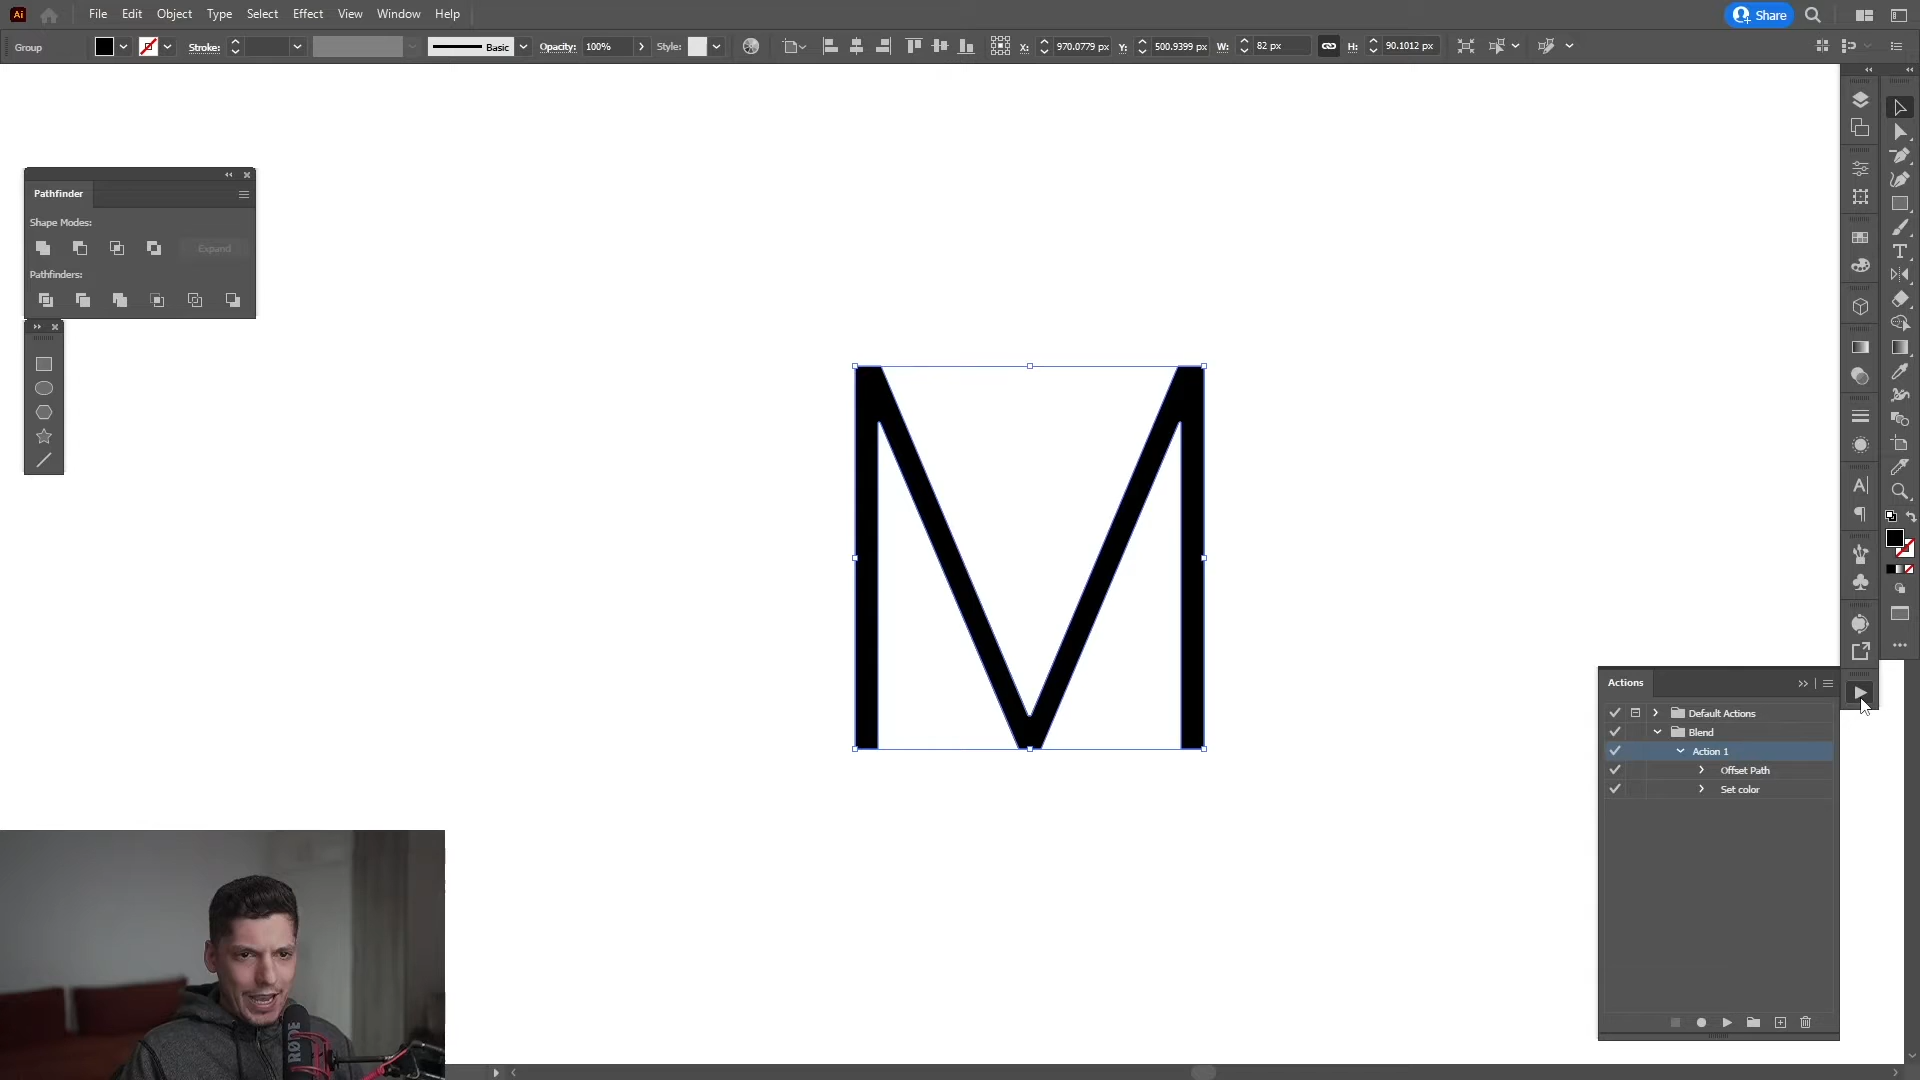 Ai File Edit Object Type Select Effect View Window Help Share
Group Stroke: Basic Opacity: 100% Style: X: 970.0779 px Y: 500.9399 px W: 82 px H: 90.1012 px
Pathfinder
Shape Modes:
Expand
Pathfinders:
M
Actions
Default Actions
Blend
Action 1
Offset Path
Set color
RØDE